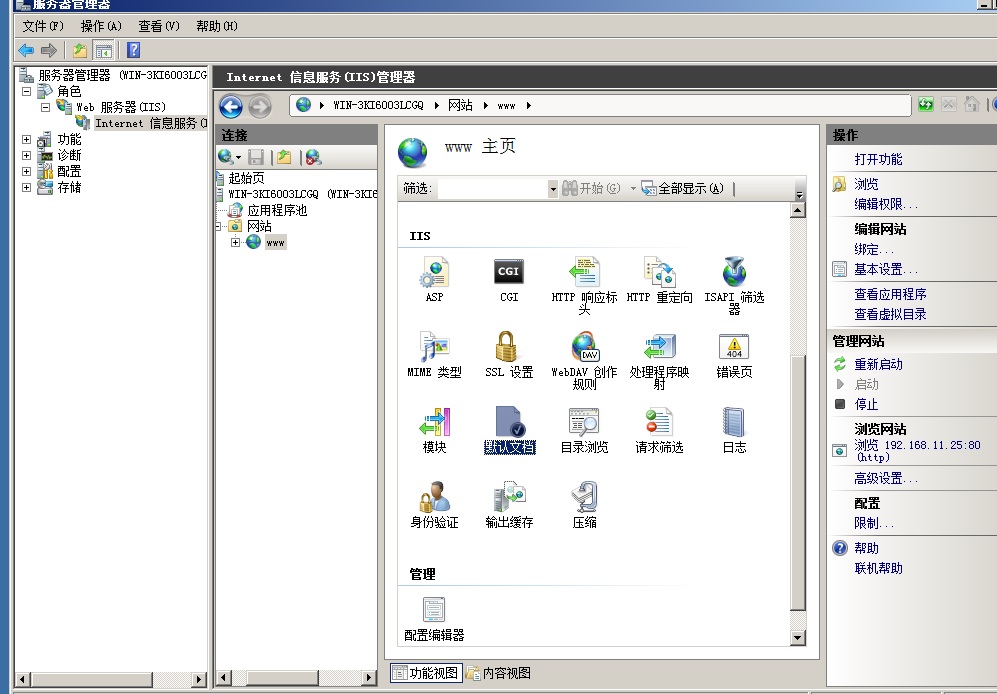 服务器管理器
文件(F) 操作(A) 查看(V) 帮助(H)
服务器管理器 (WIN-3KI6003LCG
角色
Web 服务器(IIS)
Internet 信息服务(I
功能
诊断
配置
存储
Internet 信息服务(IIS)管理器
WIN-3KI6003LCGQ 网站 www
连接
起始页
WIN-3KI6003LCGQ (WIN-3KI6
应用程序池
网站
www
www 主页
筛选: 开始(G) 全部显示(A)
IIS
ASP
CGI
CGI
HTTP 响应标
头
HTTP 重定向
ISAPI 筛选
器
MIME 类型
SSL 设置
DAV
WebDAV 创作
规则
处理程序映
射
404
错误页
模块
默认文档
目录浏览
请求筛选
日志
身份验证
输出缓存
压缩
管理
配置编辑器
功能视图 内容视图
操作
打开功能
浏览
编辑权限...
编辑网站
绑定...
基本设置...
查看应用程序
查看虚拟目录
管理网站
重新启动
启动
停止
浏览网站
浏览 192.168.11.25:80
(http)
高级设置...
配置
限制...
帮助
联机帮助